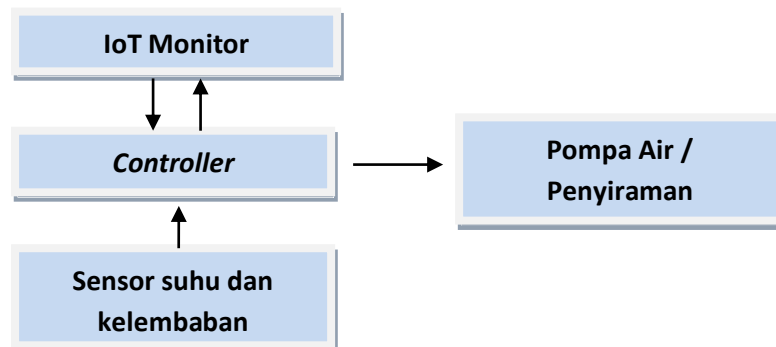 IoT Monitor
Controller
Pompa Air /
Penyiraman
Sensor suhu dan
kelembaban